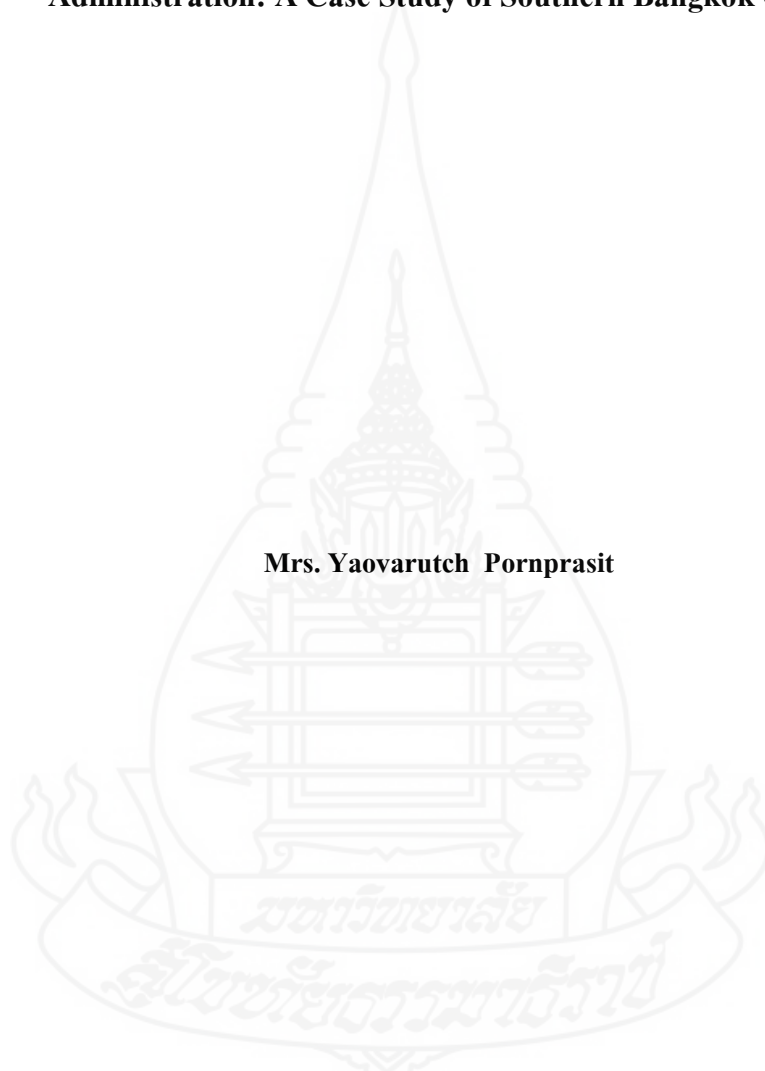 Administration: A Case Study of Southern Bangkok
Mrs. Yaovarutch Pornprasit
มหาวิทยาลัย
สุโขทัยธรรมาธิราช